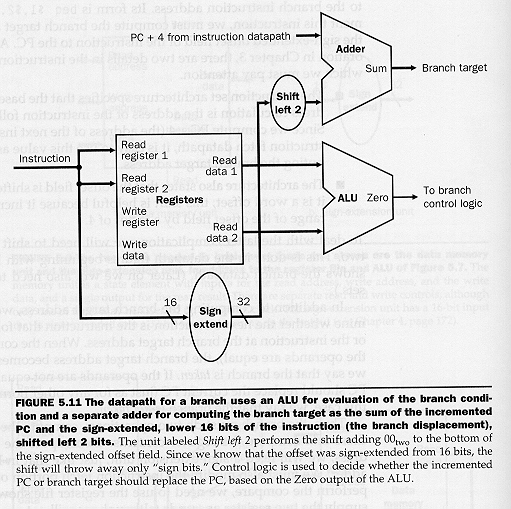 PC + 4 from instruction datapath
Adder
Sum
Branch target
Shift
left 2
Instruction
Read
register 1
Read
register 2
Registers
Write
register
Write
data
Read
data 1
Read
data 2
ALU Zero
To branch
control logic
16
Sign
extend
32
FIGURE 5.11 The datapath for a branch uses an ALU for evaluation of the branch condi-
tion and a separate adder for computing the branch target as the sum of the incremented
PC and the sign-extended, lower 16 bits of the instruction (the branch displacement),
shifted left 2 bits. The unit labeled Shift left 2 performs the shift adding 00two to the bottom of
the sign-extended offset field. Since we know that the offset was sign-extended from 16 bits, the
shift will throw away only "sign bits." Control logic is used to decide whether the incremented
PC or branch target should replace the PC, based on the Zero output of the ALU.